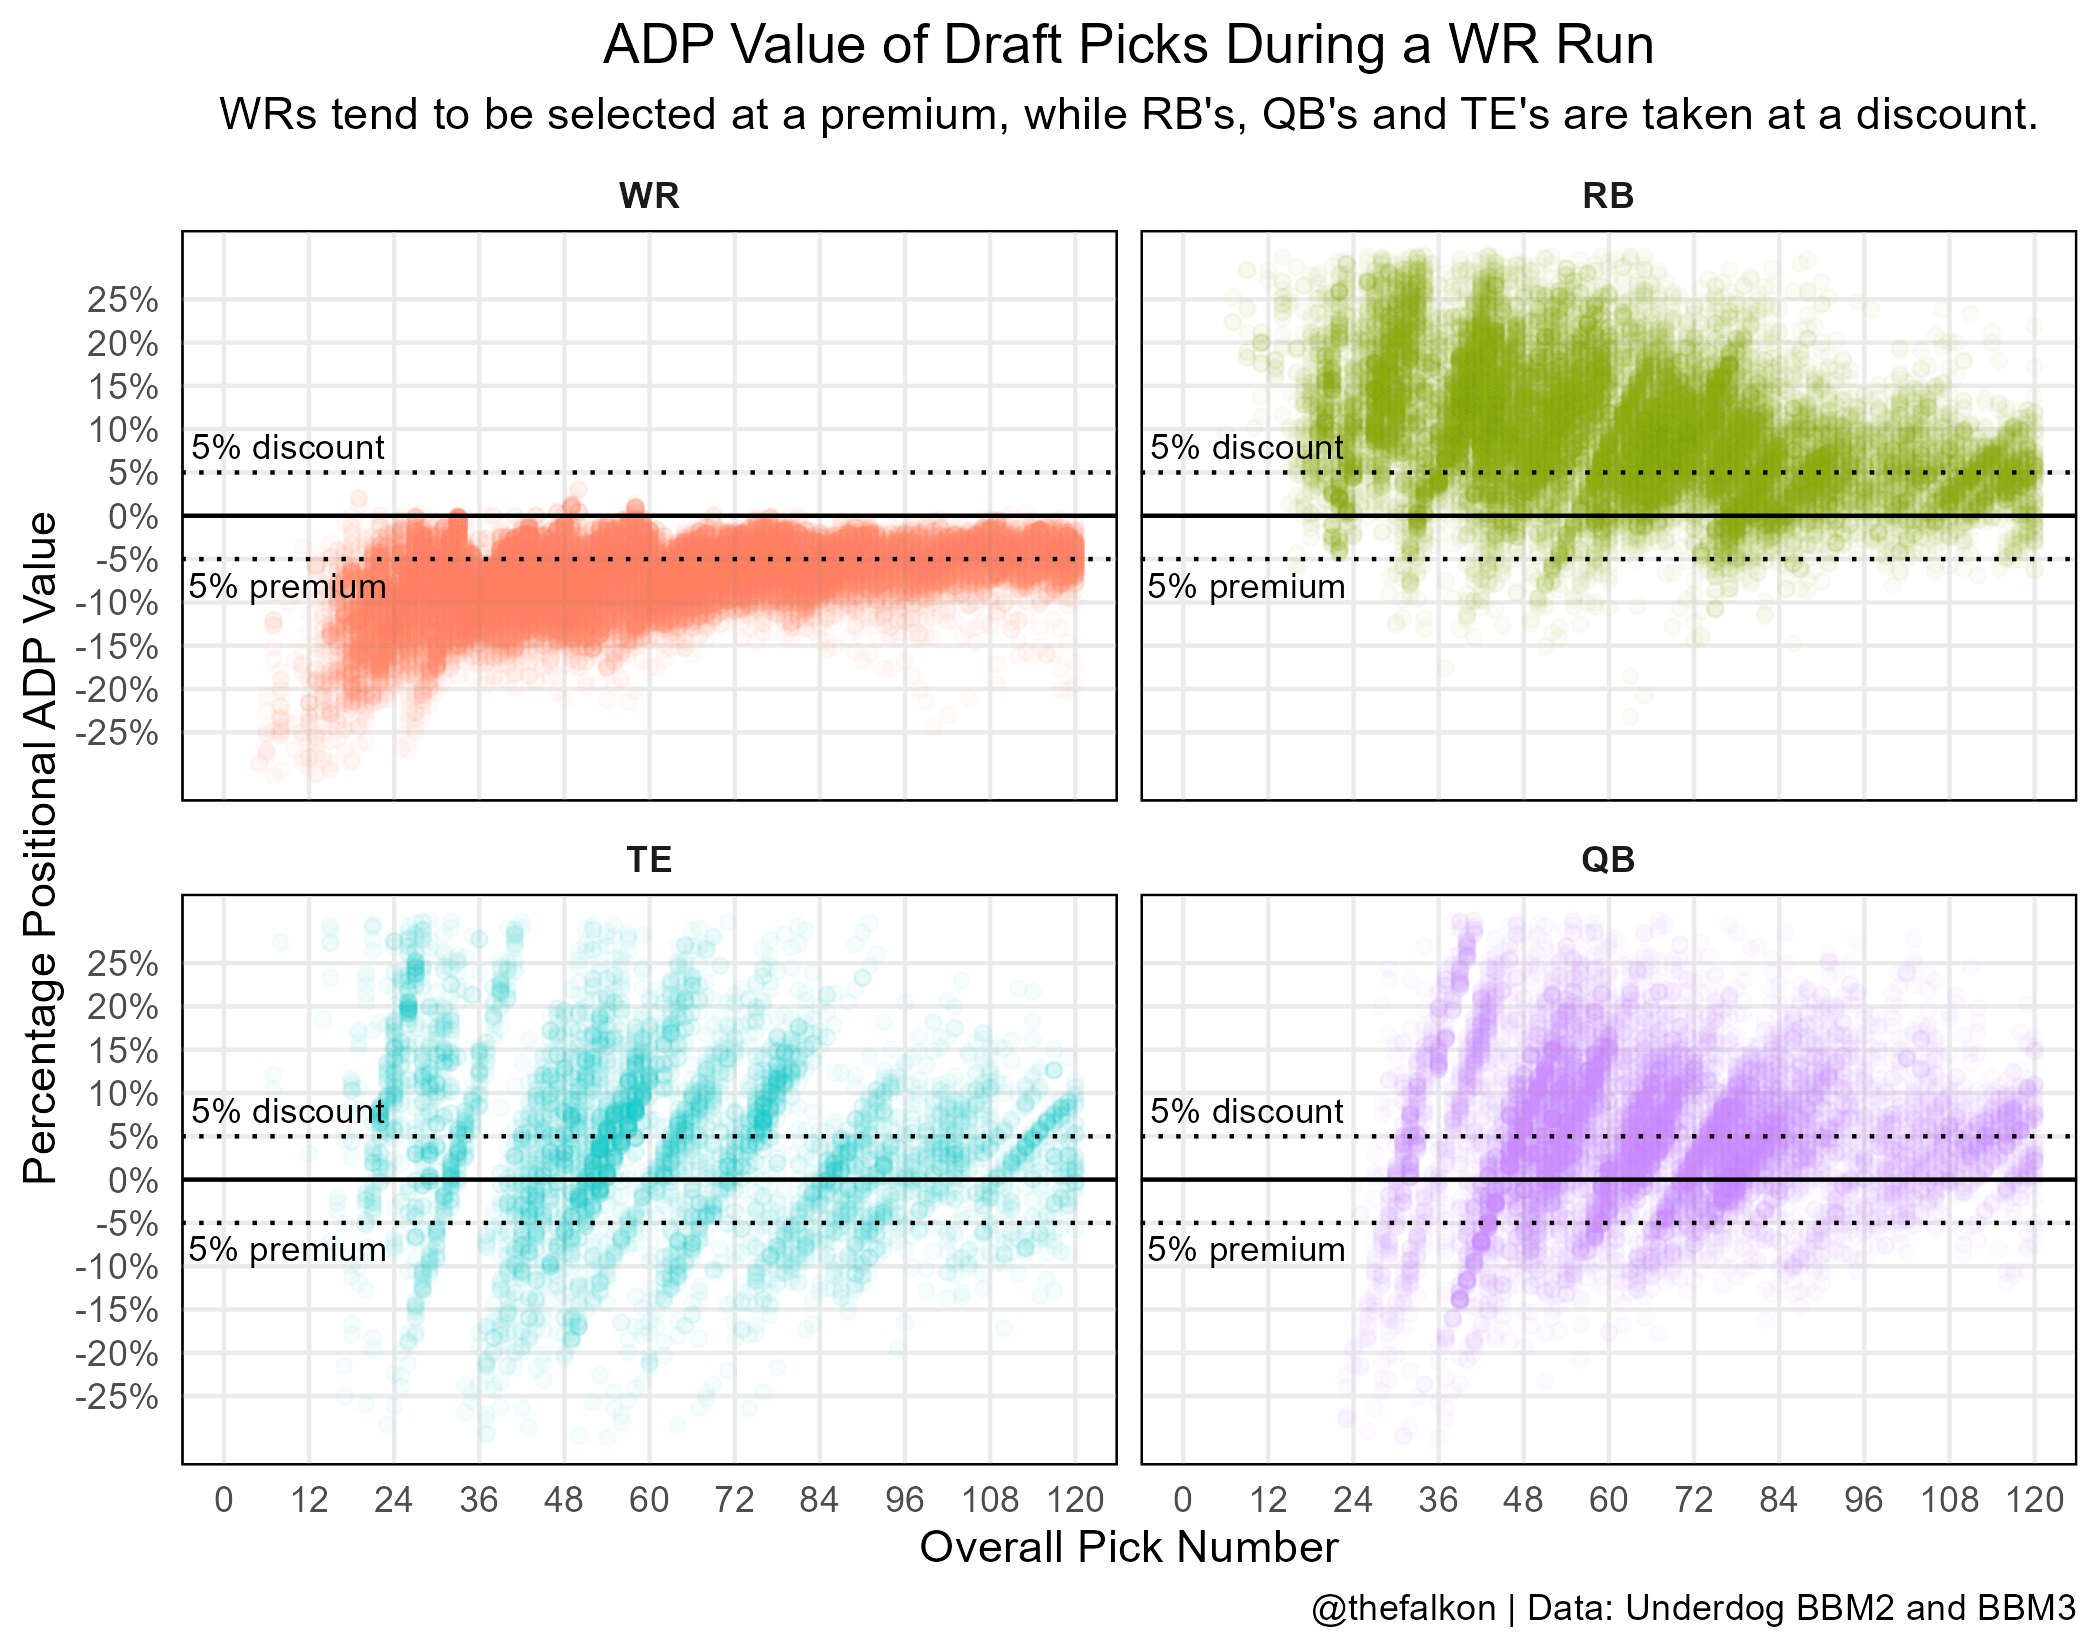 ADP Value of Draft Picks During a WR Run
WRs tend to be selected at a premium, while RB's, QB's and TE's are taken at a discount.
WR
RB
25%
20%
15%
10%
5%
0%
-5%
-10%
-15%
-20%
-25%
5% discount
5% premium
5% discount
5% premium
Percentage Positional ADP Value
TE
QB
25%
20%
15%
10%
5%
0%
-5%
-10%
-15%
-20%
-25%
5% discount
5% premium
5% discount
5% premium
0 12 24 36 48 60 72 84 96 108 120
0 12 24 36 48 60 72 84 96 108 120
Overall Pick Number
@thefalkon | Data: Underdog BBM2 and BBM3